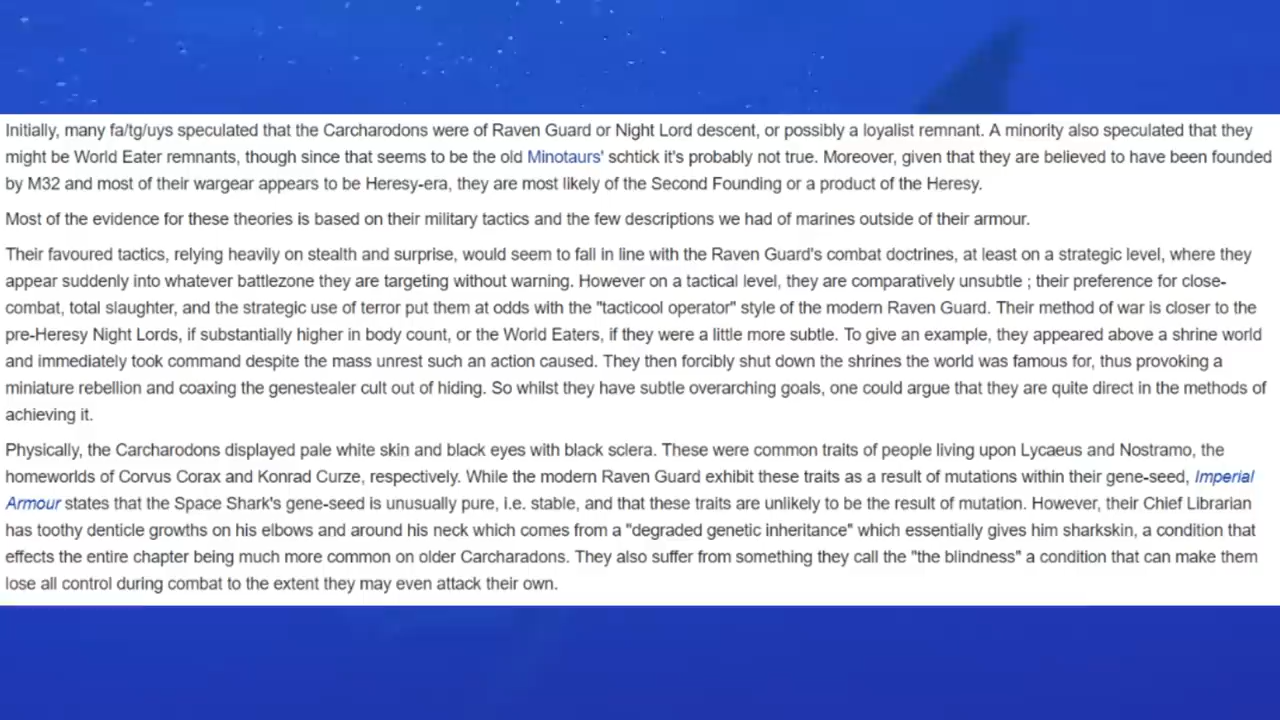 Initially, many fa/tg/uys speculated that the Carcharodons were of Raven Guard or Night Lord descent, or possibly a loyalist remnant. A minority also speculated that they
might be World Eater remnants, though since that seems to be the old Minotaurs' schtick it's probably not true. Moreover, given that they are believed to have been founded
by M32 and most of their wargear appears to be Heresy-era, they are most likely of the Second Founding or a product of the Heresy.
Most of the evidence for these theories is based on their military tactics and the few descriptions we had of marines outside of their armour.
Their favoured tactics, relying heavily on stealth and surprise, would seem to fall in line with the Raven Guard's combat doctrines, at least on a strategic level, where they
appear suddenly into whatever battlezone they are targeting without warning. However on a tactical level, they are comparatively unsubtle ; their preference for close-
combat, total slaughter, and the strategic use of terror put them at odds with the "tacticool operator" style of the modern Raven Guard. Their method of war is closer to the
pre-Heresy Night Lords, if substantially higher in body count, or the World Eaters, if they were a little more subtle. To give an example, they appeared above a shrine world
and immediately took command despite the mass unrest such an action caused. They then forcibly shut down the shrines the world was famous for, thus provoking a
miniature rebellion and coaxing the genestealer cult out of hiding. So whilst they have subtle overarching goals, one could argue that they are quite direct in the methods of
achieving it.
Physically, the Carcharodons displayed pale white skin and black eyes with black sclera. These were common traits of people living upon Lycaeus and Nostramo, the
homeworlds of Corvus Corax and Konrad Curze, respectively. While the modern Raven Guard exhibit these traits as a result of mutations within their gene-seed, Imperial
Armour states that the Space Shark's gene-seed is unusually pure, i.e. stable, and that these traits are unlikely to be the result of mutation. However, their Chief Librarian
has toothy denticle growths on his elbows and around his neck which comes from a "degraded genetic inheritance" which essentially gives him sharkskin, a condition that
effects the entire chapter being much more common on older Carcharadons. They also suffer from something they call the "the blindness" a condition that can make them
lose all control during combat to the extent they may even attack their own.